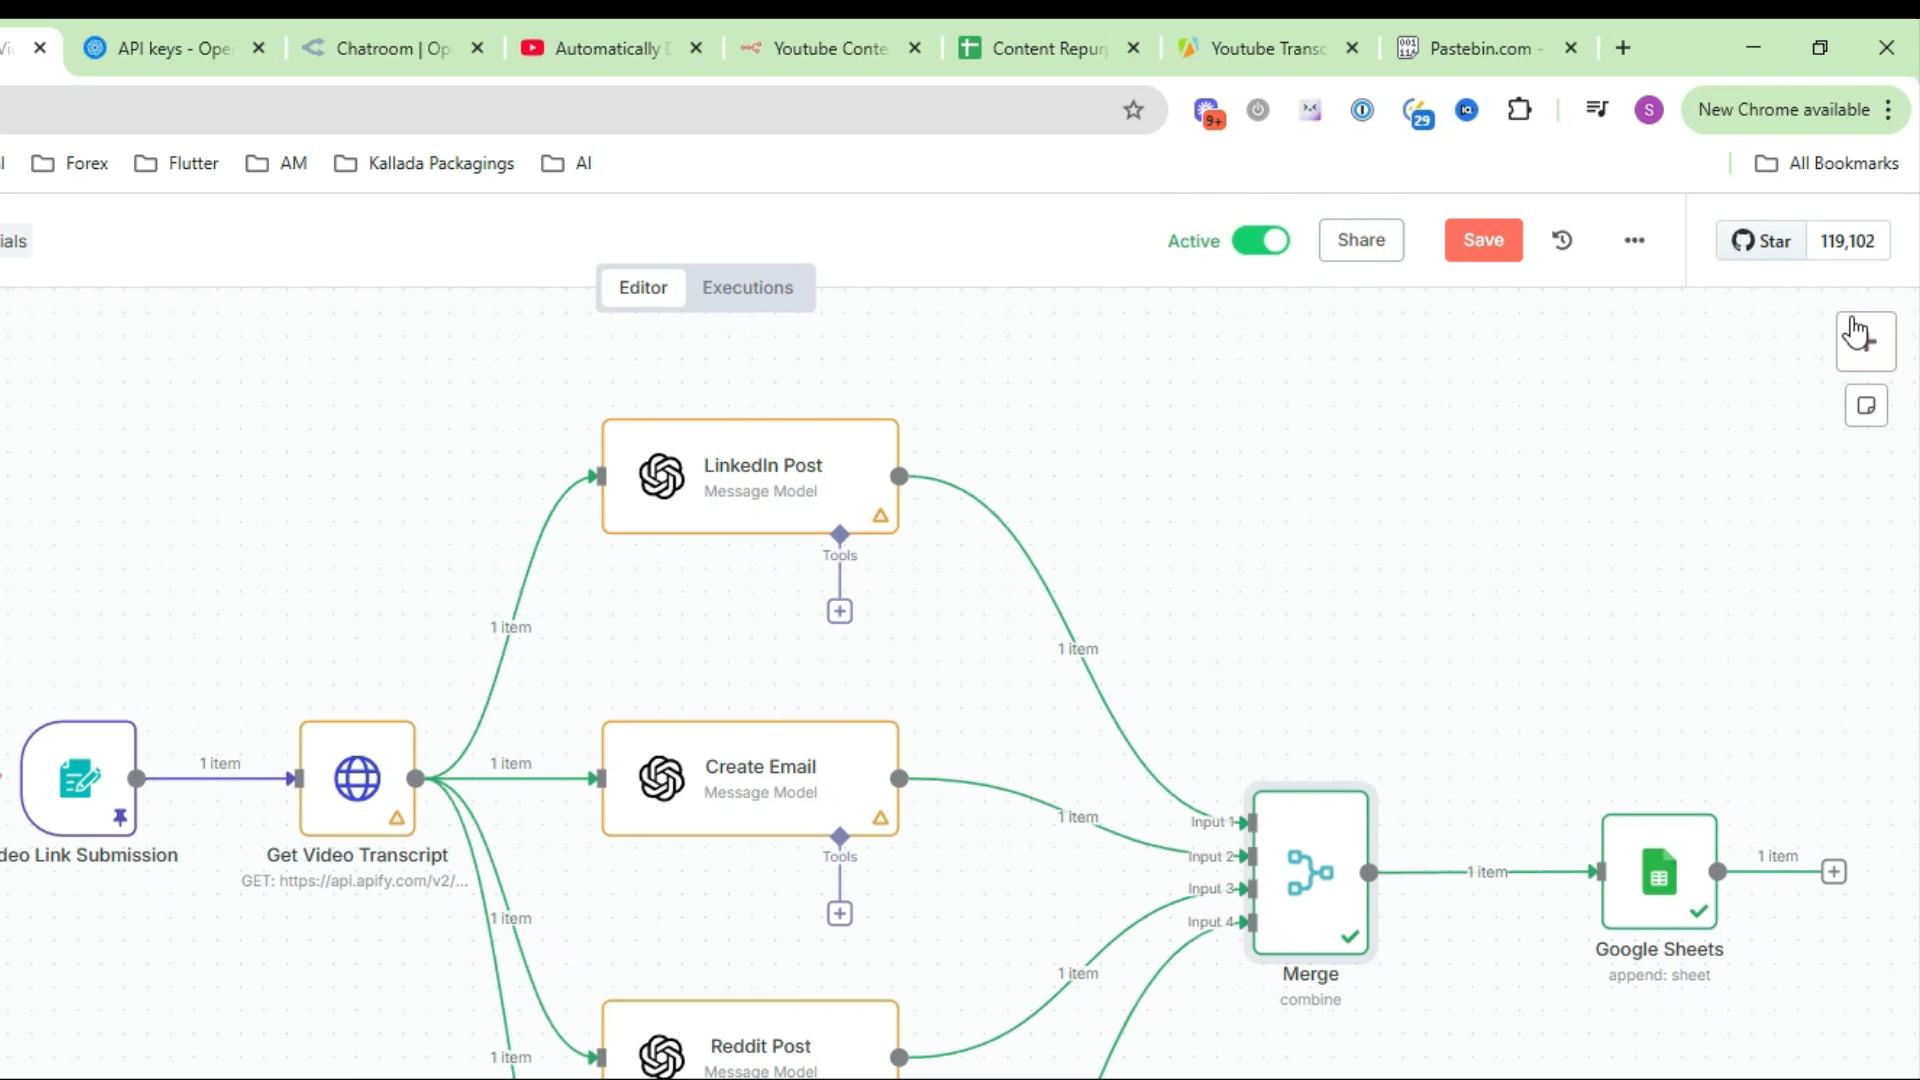 Vi
API keys - Ope
Chatroom | Op
Automatically
Youtube Conte
Content Repur
Youtube Transc
Pastebin.com -
9+
29
S
New Chrome available
Forex
Flutter
AM
Kallada Packagings
AI
All Bookmarks
ials
Active
Share
Save
Star
119,102
Editor
Executions
LinkedIn Post
Message Model
Tools
1 item
1 item
Create Email
Message Model
1 item
1 item
1 item
Input 1
Input 2
Input 3
Input 4
1 item
1 item
deo Link Submission
Get Video Transcript
GET: https://api.apify.com/v2/...
Tools
1 item
Google Sheets
append: sheet
Merge
combine
1 item
1 item
Reddit Post
Message Model